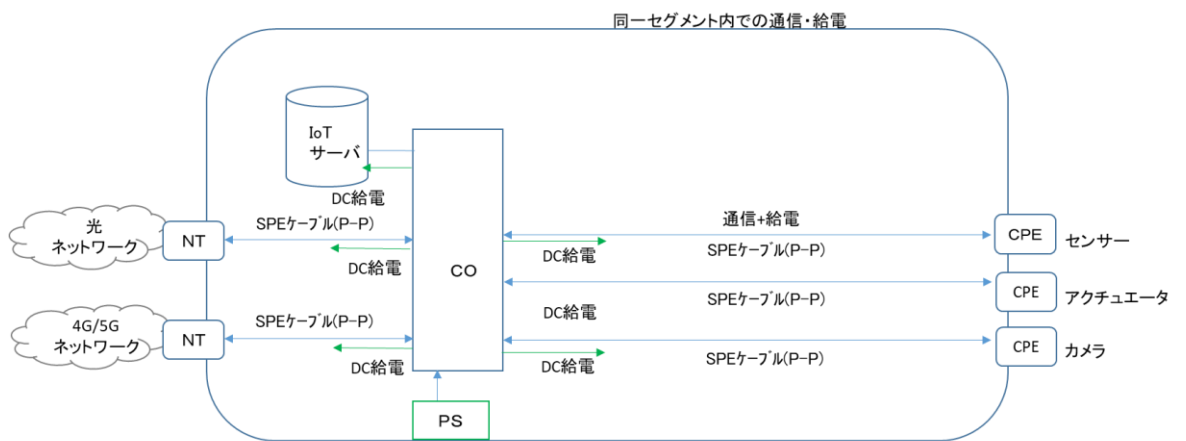 同一セグメント内での通信・給電
IoT
サーバ
DC給電
光
ネットワーク
NT
SPEケーブル(P-P)
DC給電
CO
通信+給電
DC給電
SPEケーブル(P-P)
CPE
センサー
SPEケーブル(P-P)
DC給電
CPE
アクチュエータ
4G/5G
ネットワーク
NT
SPEケーブル(P-P)
DC給電
DC給電
SPEケーブル(P-P)
CPE
カメラ
PS